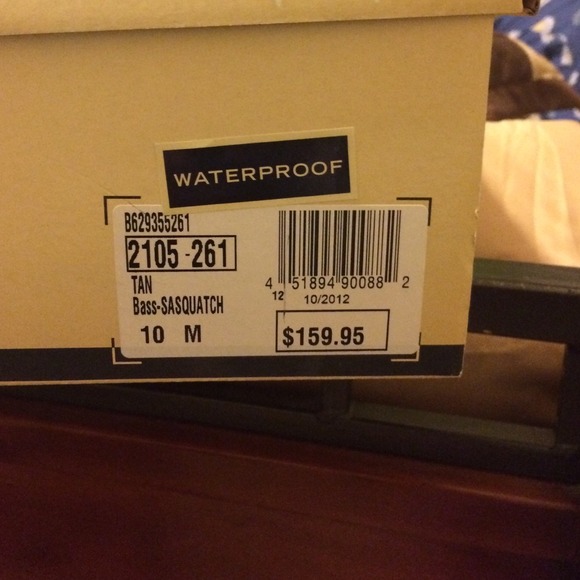 WATERPROOF
B629355261
2105-261
TAN
Bass-SASQUATCH
10 M
4 51894 90088 2
12 10/2012
$159.95